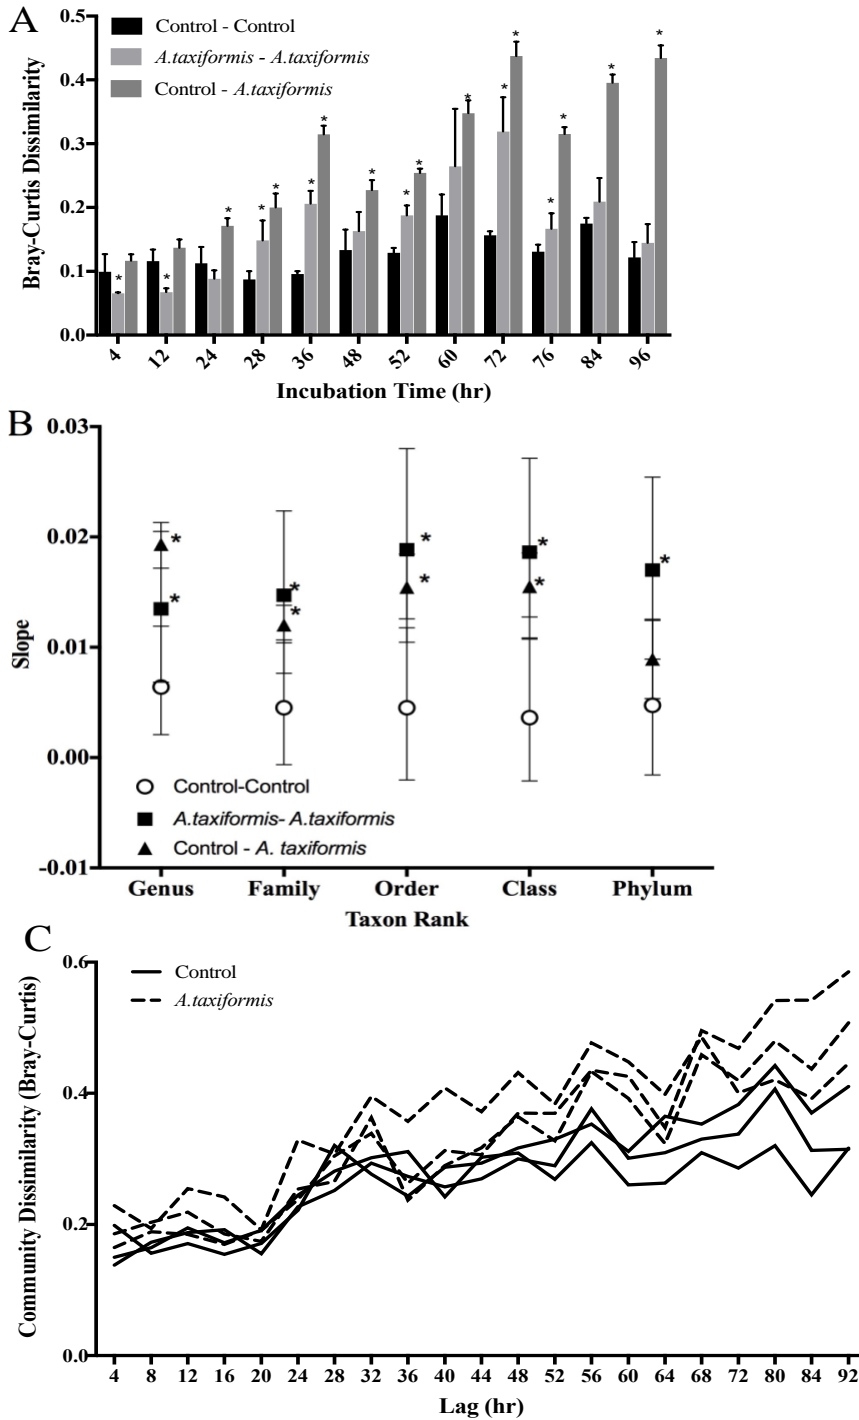 A
Control - Control
A.taxiformis - A.taxiformis
Control - A.taxiformis
Bray-Curtis Dissimilarity
0.5
0.4
0.3
0.2
0.1
0.0
* * * * * * * * * * * * * * * * *
4 12 24 28 36 48 52 60 72 76 84 96
Incubation Time (hr)
B
Slope
0.03
0.02
0.01
0.00
-0.01
* * * * * * * * *
Control-Control
A.taxiformis- A.taxiformis
Control - A. taxiformis
Genus Family Order Class Phylum
Taxon Rank
C
Control
A.taxiformis
Community Dissimilarity (Bray-Curtis)
0.6
0.4
0.2
0.0
4 8 12 16 20 24 28 32 36 40 44 48 52 56 60 64 68 72 80 84 92
Lag (hr)